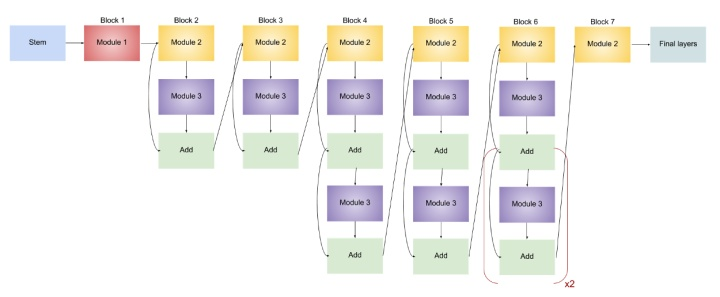 Block 1 Block 2 Block 3 Block 4 Block 5 Block 6 Block 7
Stem Module 1 Module 2 Module 2 Module 2 Module 2 Module 2 Module 2 Final layers
Module 3 Module 3 Module 3 Module 3 Module 3
Add Add Add Add Add
Module 3 Module 3 Module 3
Add Add Add
x2